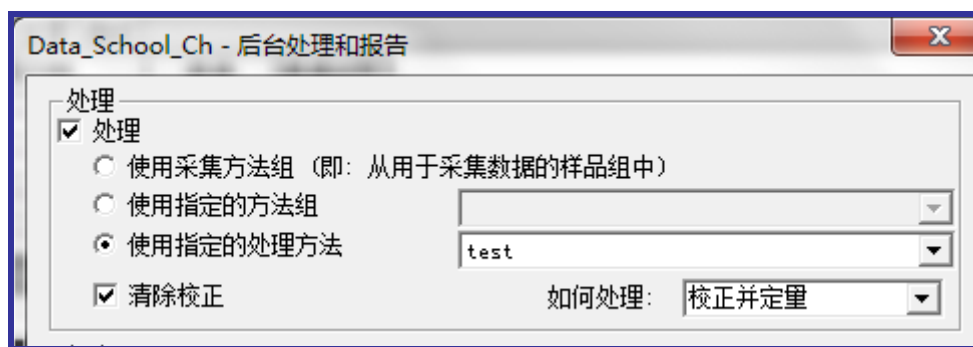 Data_School_Ch - 后台处理和报告
处理
处理
使用采集方法组 (即: 从用于采集数据的样品组中)
使用指定的方法组
使用指定的处理方法 test
清除校正 如何处理: 校正并定量